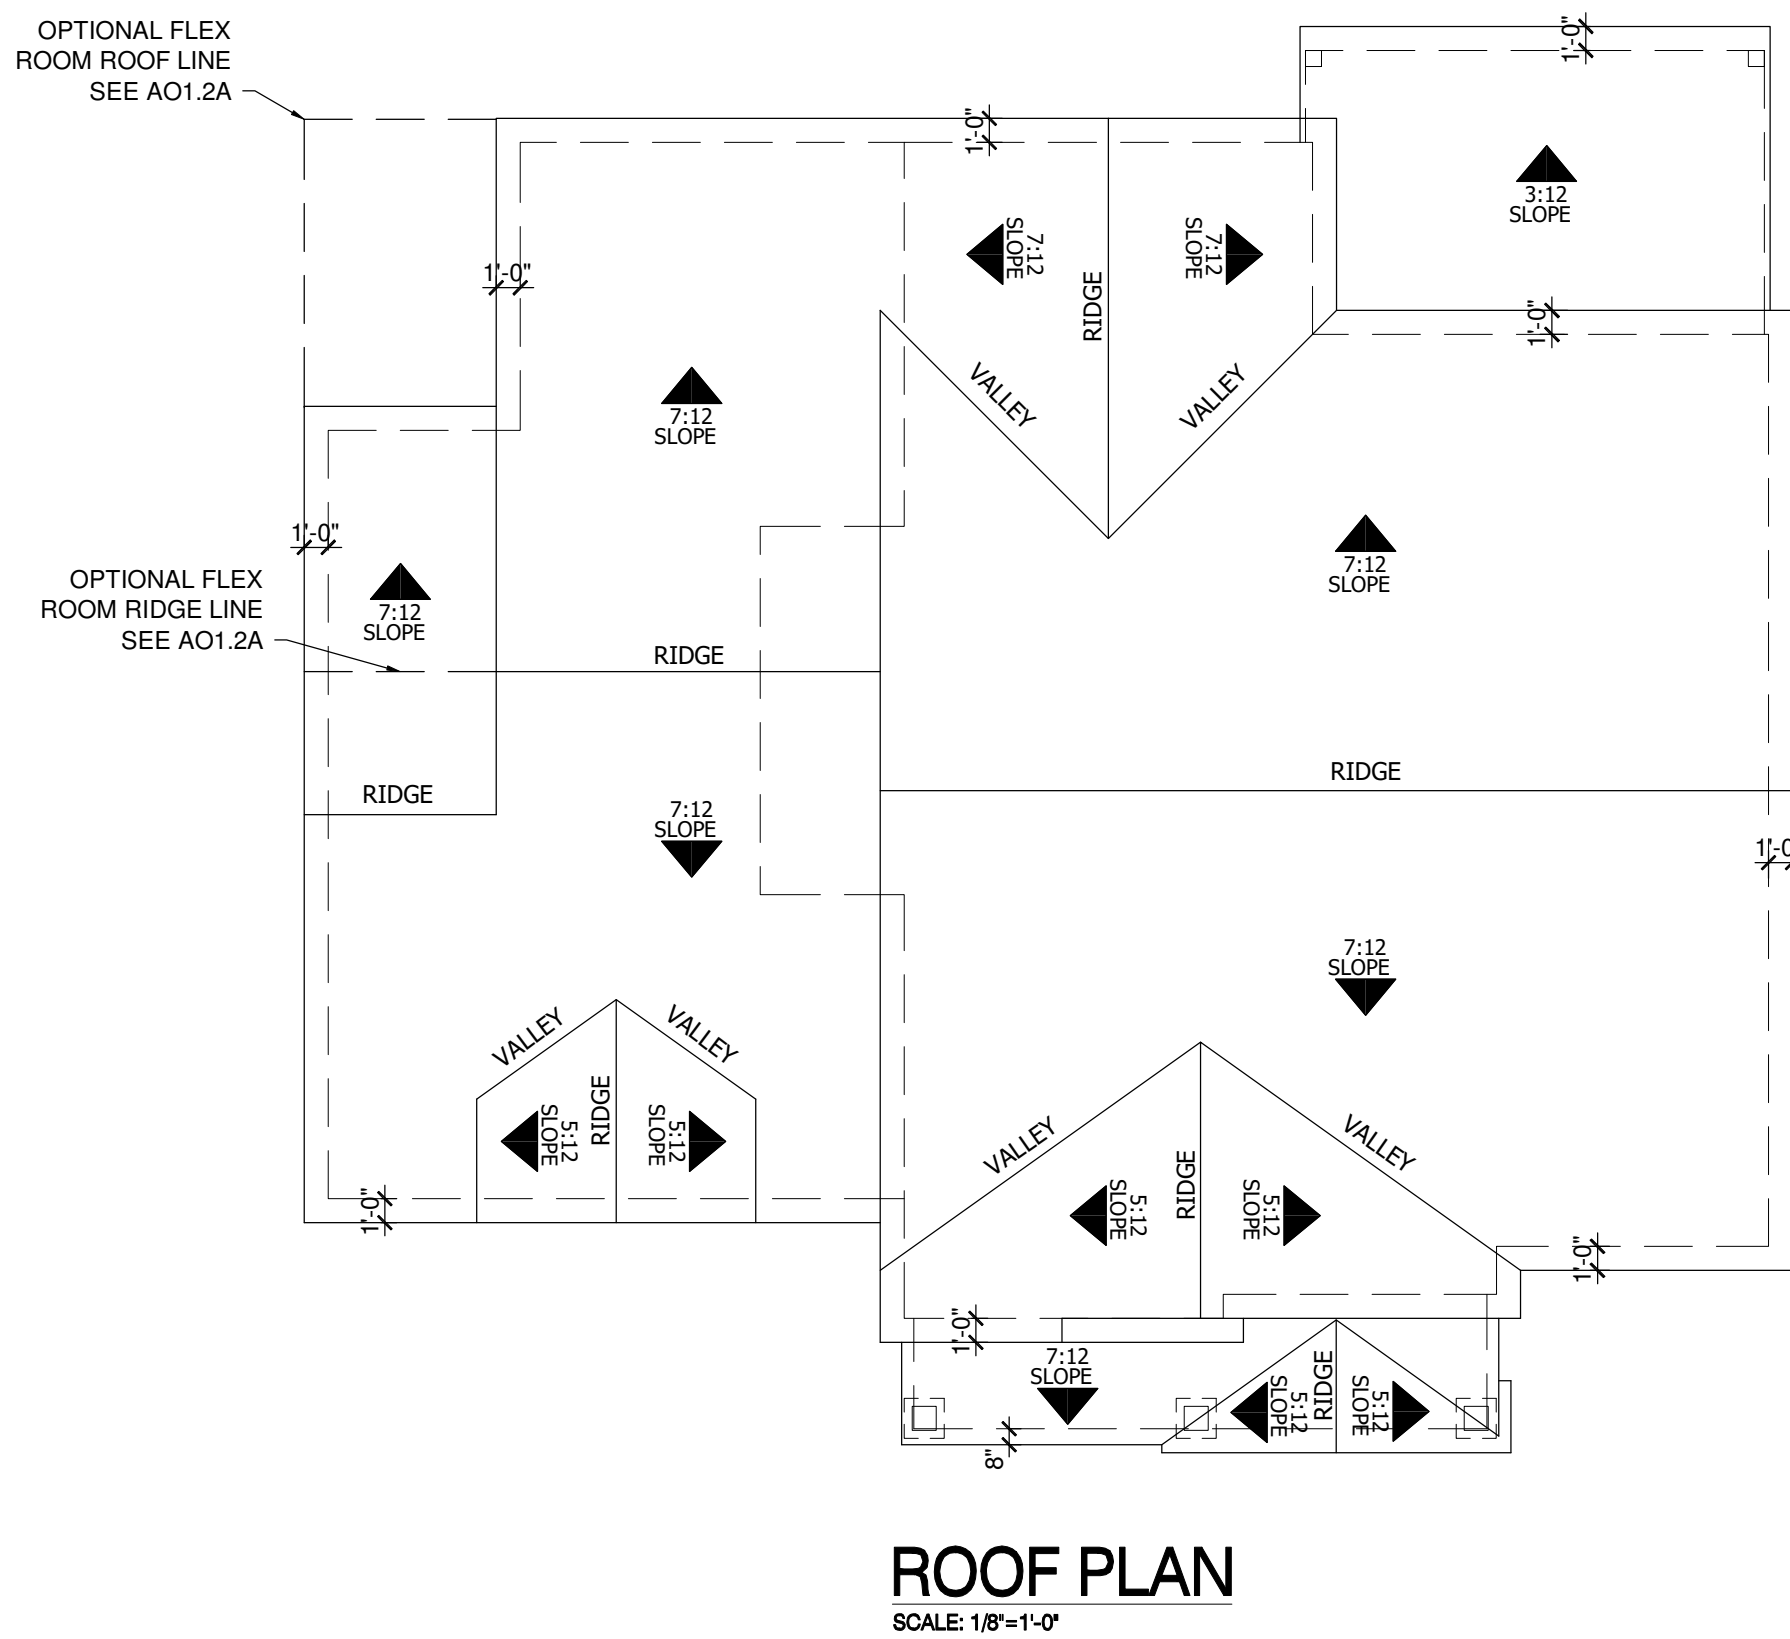 OPTIONAL FLEX
ROOM ROOF LINE
SEE AO1.2A
1'-0"
1'-0"
3:12
SLOPE
7:12
SLOPE
7:12
SLOPE
RIDGE
1'-0"
1'-0"
VALLEY
VALLEY
7:12
SLOPE
1'-0"
OPTIONAL FLEX
ROOM RIDGE LINE
SEE AO1.2A
7:12
SLOPE
7:12
SLOPE
RIDGE
RIDGE
RIDGE
7:12
SLOPE
1'-0
7:12
SLOPE
VALLEY
VALLEY
5:12
SLOPE
RIDGE
5:12
SLOPE
VALLEY
VALLEY
5:12
SLOPE
RIDGE
5:12
SLOPE
1'-0"
1'-0"
1'-0"
7:12
SLOPE
5:12
SLOPE
RIDGE
5:12
SLOPE
8"
ROOF PLAN
SCALE: 1/8"=1'-0"